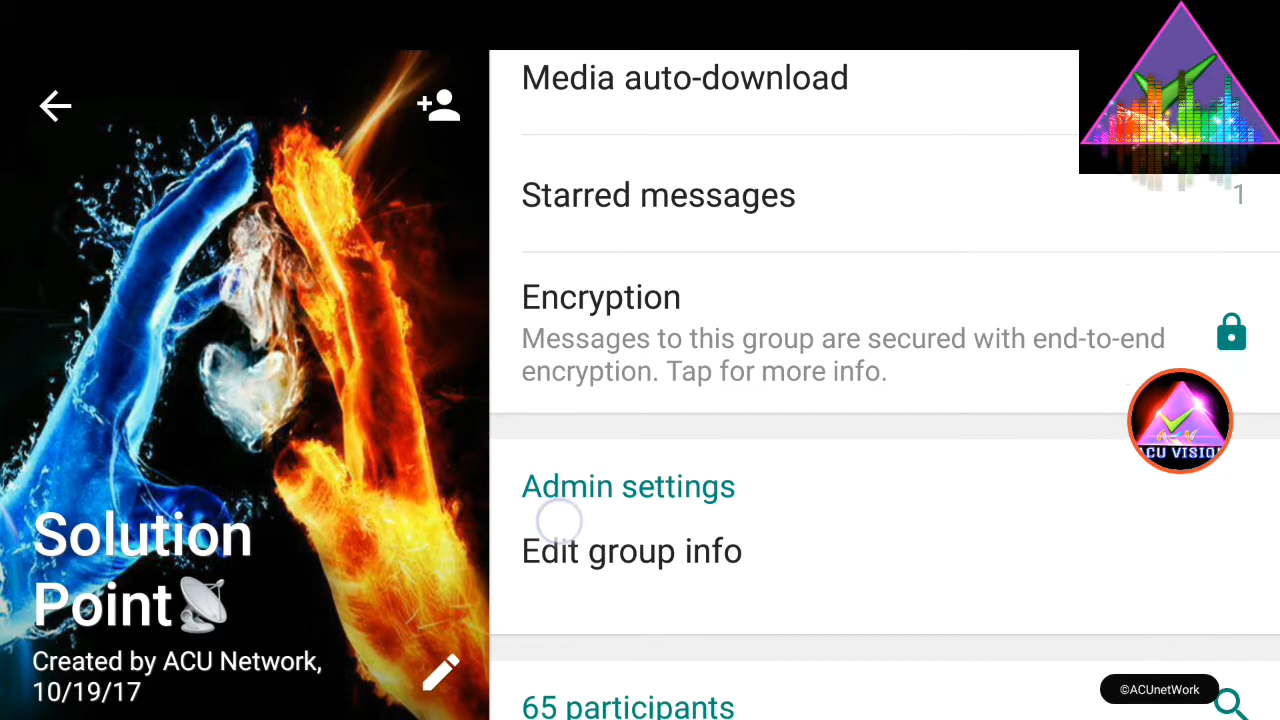 Solution
Point
Created by ACU Network,
10/19/17
Media auto-download
Starred messages
1
Encryption
Messages to this group are secured with end-to-end
encryption. Tap for more info.
ACU VISIO
Admin settings
Edit group info
65 participants
©ACUnetWork